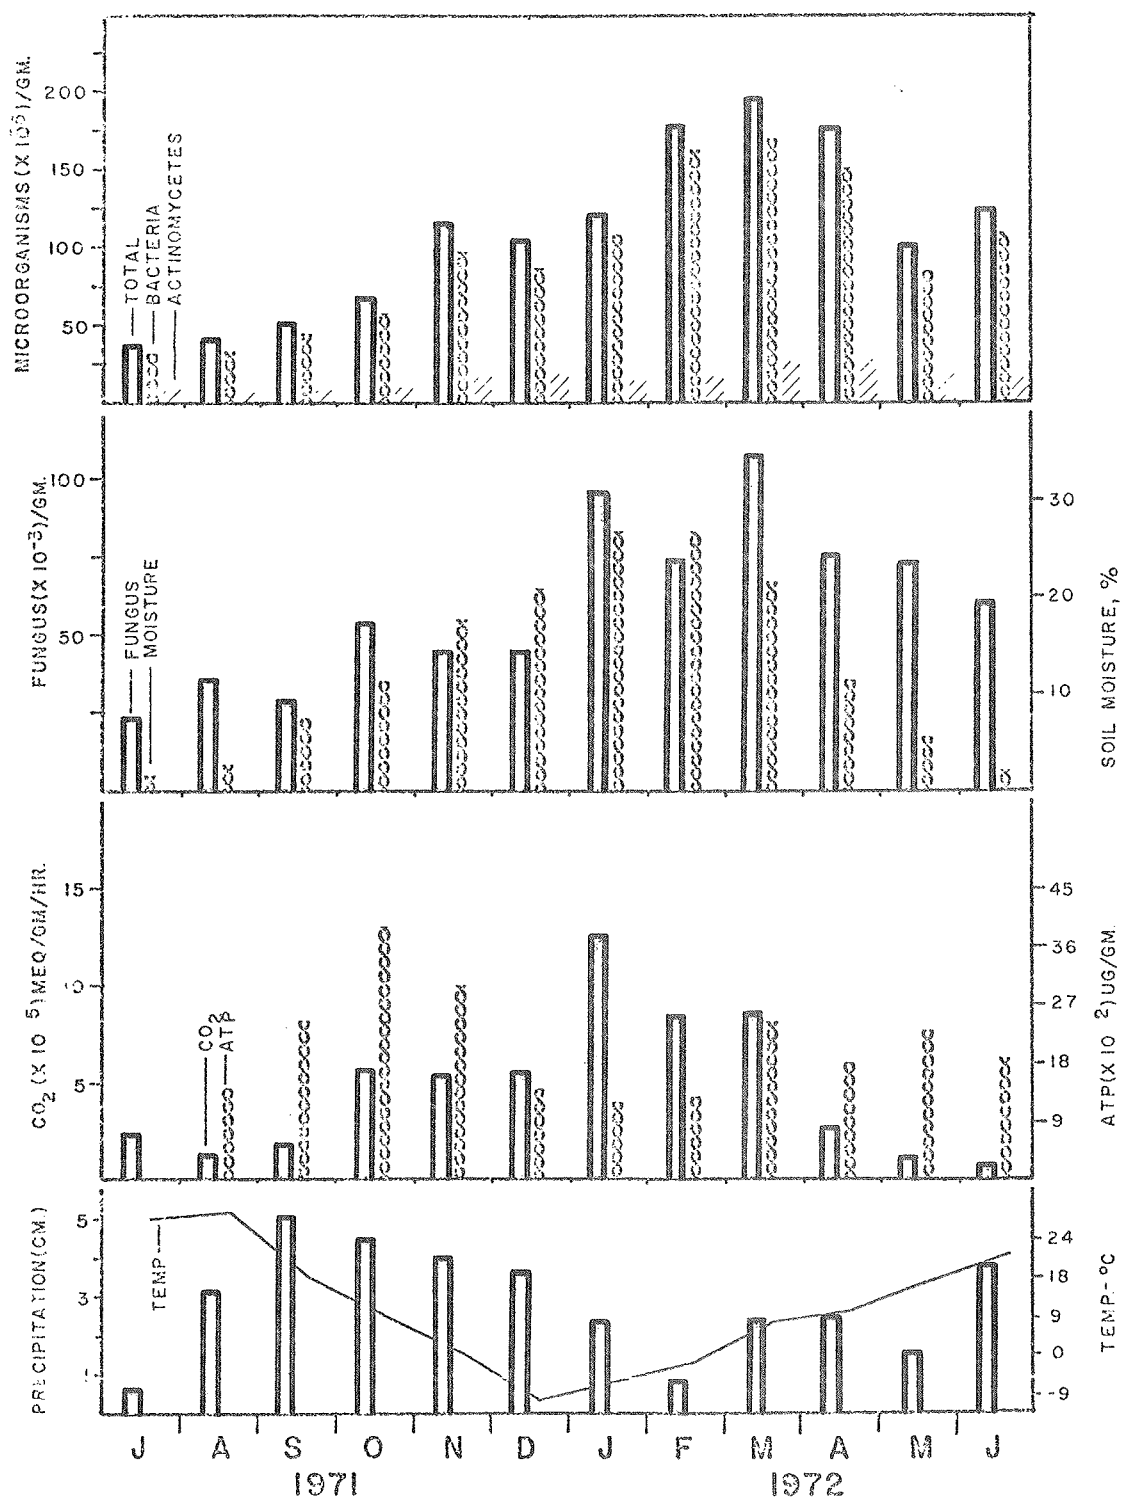 MICROORGANISMS (X 10⁵)/GM.
200
150
100
50
TOTAL
BACTERIA
ACTINOMYCETES
FUNGUS(X 10⁻³)/GM.
100
50
FUNGUS
MOISTURE
30
20
10
SOIL MOISTURE, %
CO₂ (X 10 5) MEQ/GM/HR.
15
10
5
CO₂
ATP
45
36
27
18
9
ATP(X 10 2) UG/GM.
PRECIPITATION(CM.)
5
3
1
TEMP
24
18
9
0
-9
TEMP.-°C
J A S O N D J F M A M J
1971 1972